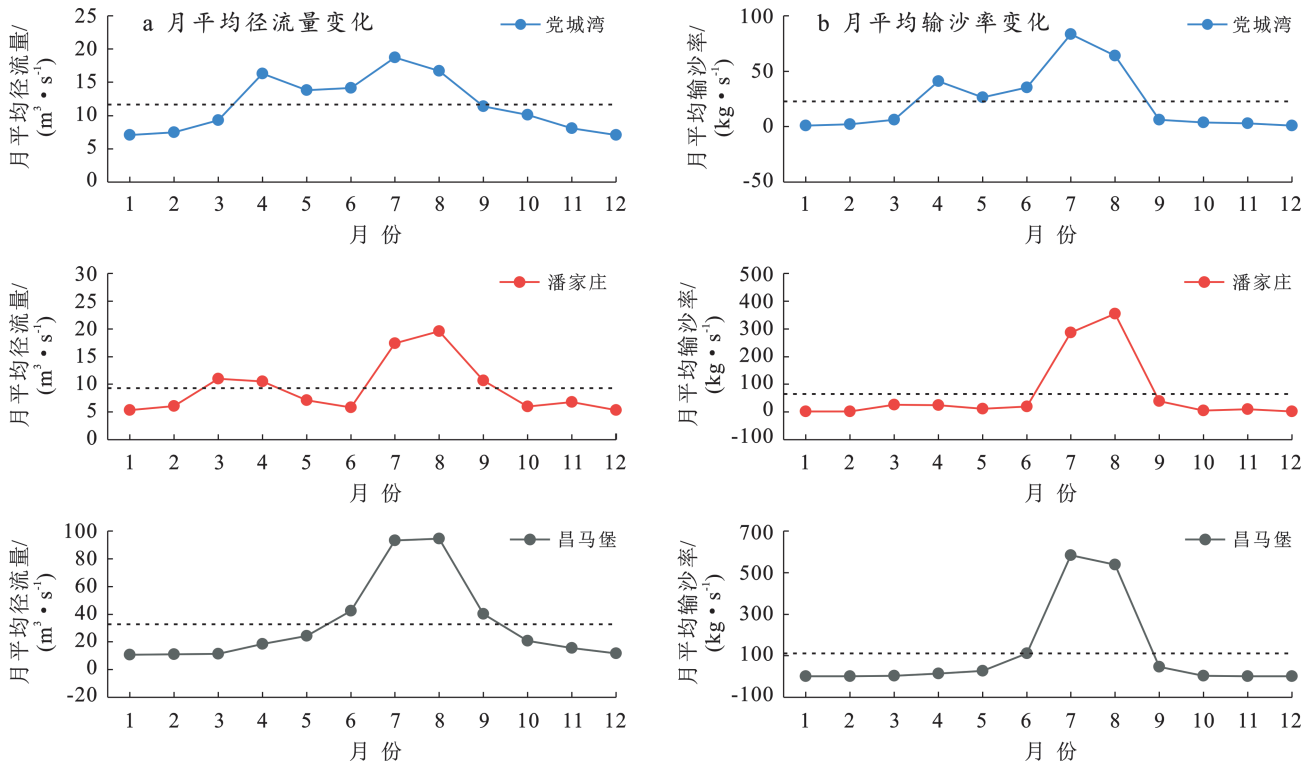 a 月平均径流量变化
党城湾
月平均径流量/
(m³•s⁻¹)
25
20
15
10
5
0
1 2 3 4 5 6 7 8 9 10 11 12
月 份
b 月平均输沙率变化
党城湾
月平均输沙率/
(kg•s⁻¹)
100
50
0
-50
1 2 3 4 5 6 7 8 9 10 11 12
月 份
潘家庄
月平均径流量/
(m³•s⁻¹)
30
25
20
15
10
5
0
1 2 3 4 5 6 7 8 9 10 11 12
月 份
潘家庄
月平均输沙率/
(kg•s⁻¹)
500
400
300
200
100
0
-100
1 2 3 4 5 6 7 8 9 10 11 12
月 份
昌马堡
月平均径流量/
(m³•s⁻¹)
100
80
60
40
20
0
-20
1 2 3 4 5 6 7 8 9 10 11 12
月 份
昌马堡
月平均输沙率/
(kg•s⁻¹)
700
500
300
100
-100
1 2 3 4 5 6 7 8 9 10 11 12
月 份